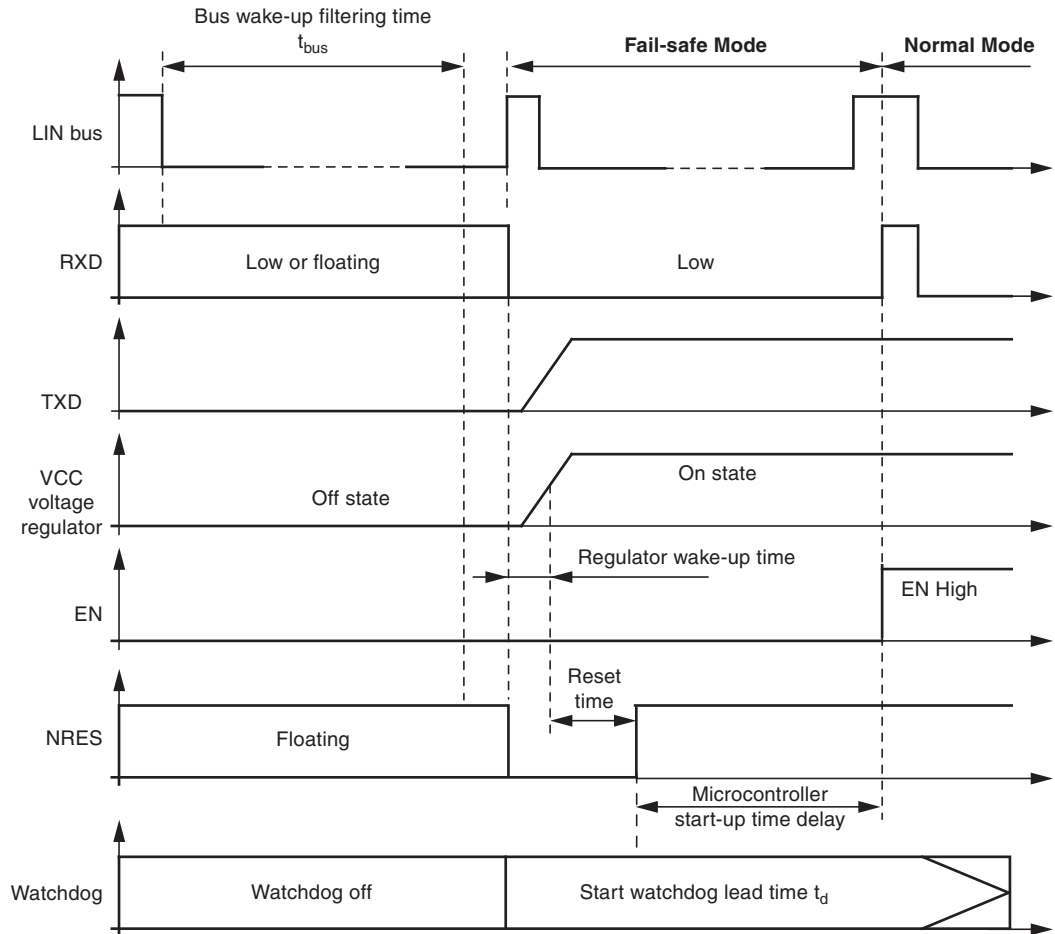 Bus wake-up filtering time
tbus
Fail-safe Mode
Normal Mode
LIN bus
RXD
Low or floating
Low
TXD
VCC
voltage
regulator
Off state
On state
Regulator wake-up time
EN
EN High
Reset
time
NRES
Floating
Microcontroller
start-up time delay
Watchdog
Watchdog off
Start watchdog lead time td